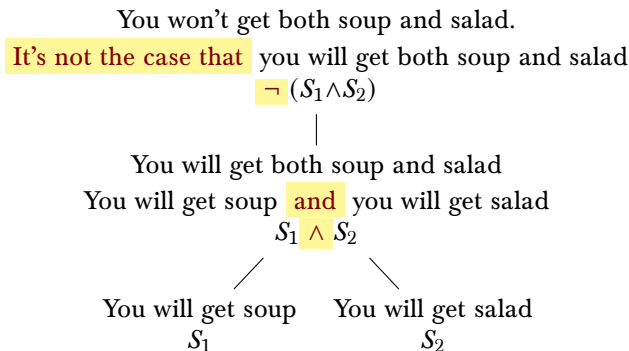 You won't get both soup and salad.
It's not the case that you will get both soup and salad
¬ (S₁∧S₂)
You will get both soup and salad
You will get soup and you will get salad
S₁ ∧ S₂
You will get soup You will get salad
S₁ S₂